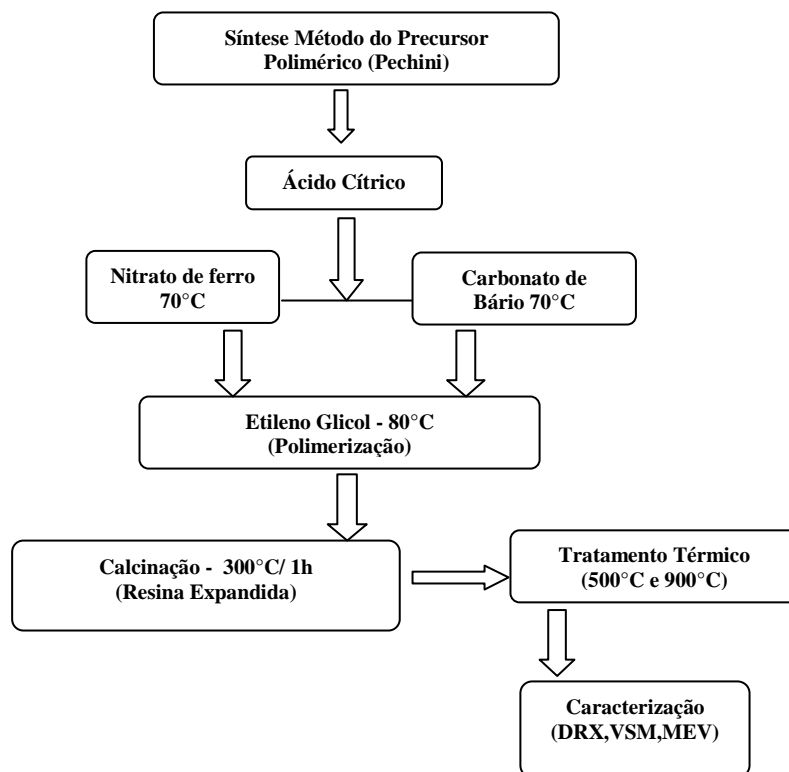 Síntese Método do Precursor
Polimérico (Pechini)
Ácido Cítrico
Nitrato de ferro
70°C
Carbonato de
Bário 70°C
Etileno Glicol - 80°C
(Polimerização)
Calcinação -  300°C/ 1h
(Resina Expandida)
Tratamento Térmico
(500°C e 900°C)
Caracterização
(DRX,VSM,MEV)